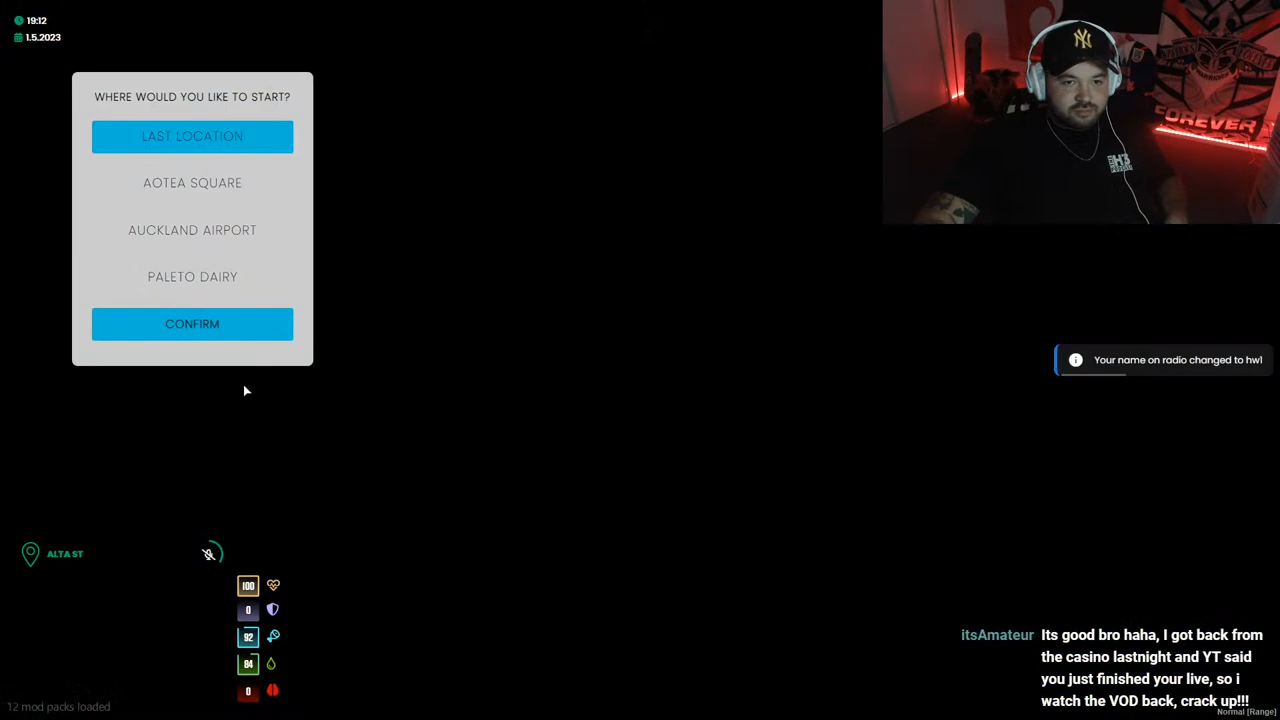 19:12
1.5.2023
WHERE WOULD YOU LIKE TO START?
LAST LOCATION
AOTEA SQUARE
AUCKLAND AIRPORT
PALETO DAIRY
CONFIRM
NY
FOREVER
Your name on radio changed to hw1
ALTA ST
100
0
92
84
0
itsAmateur Its good bro haha, I got back from
the casino lastnight and YT said
you just finished your live, so i
watch the VOD back, crack up!!!
12 mod packs loaded
Normal [Range]